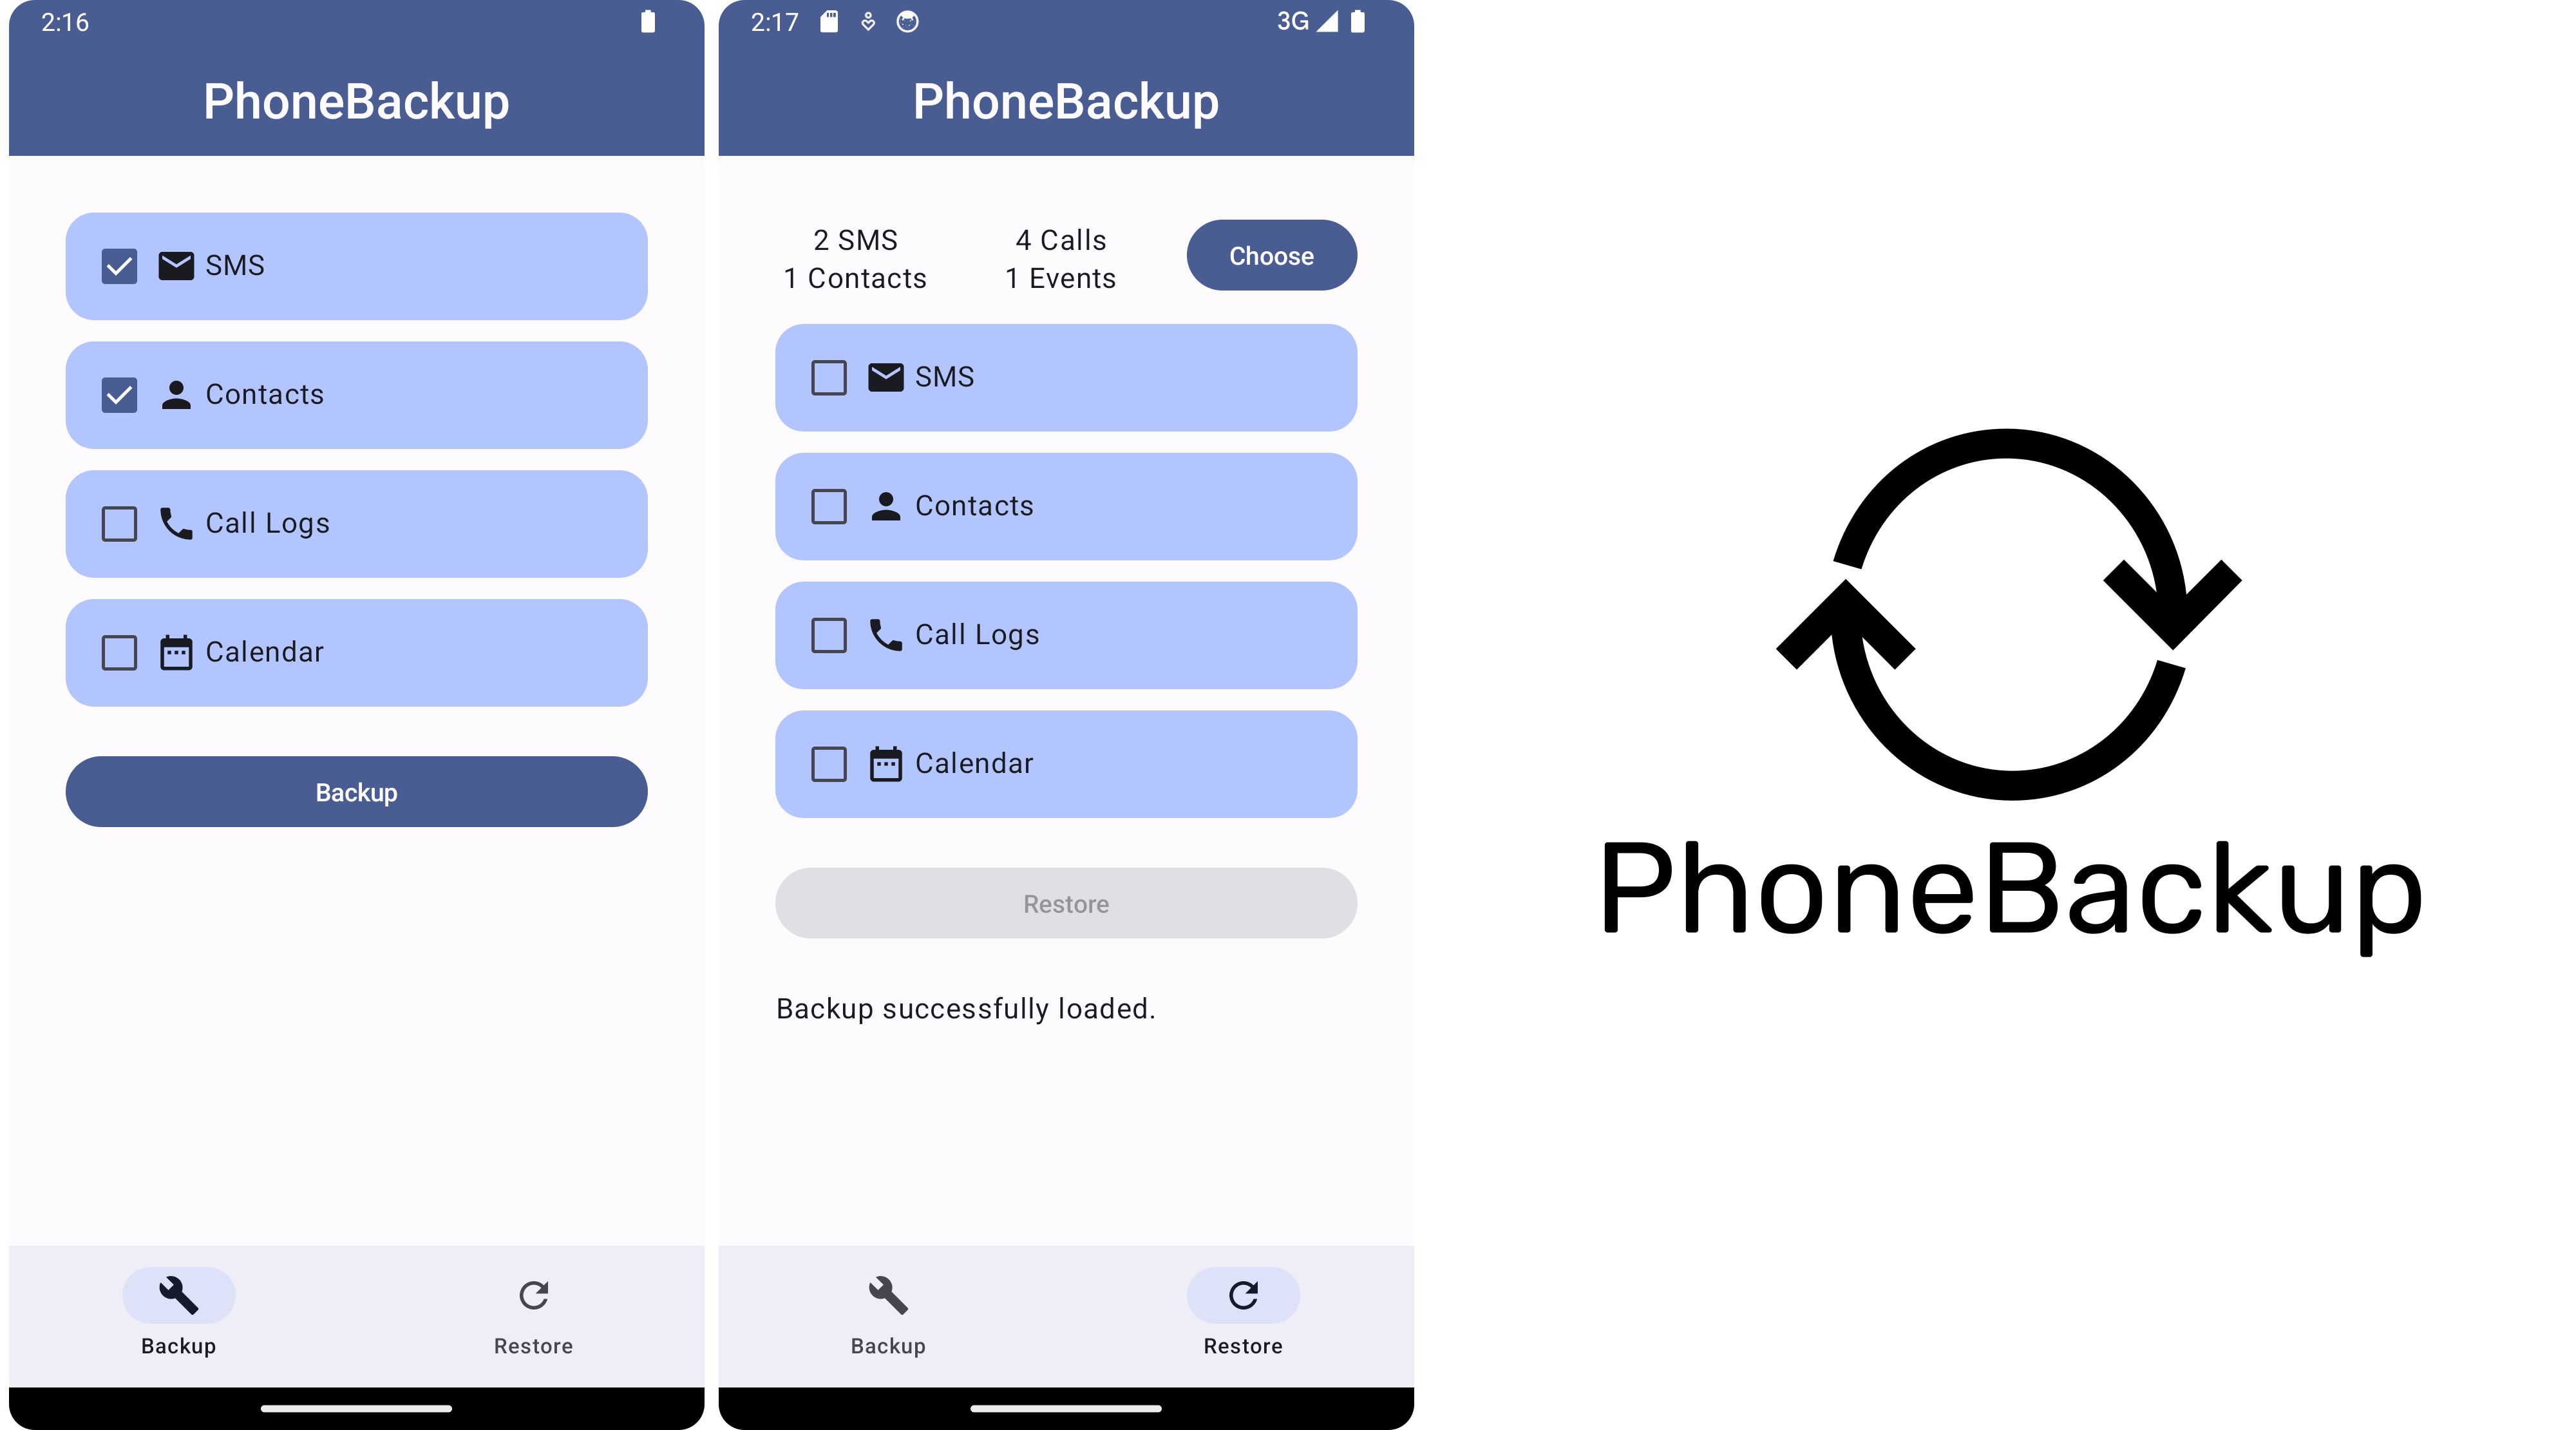 2:16
PhoneBackup
SMS
Contacts
Call Logs
Calendar
Backup
Backup
Restore
2:17
3G
PhoneBackup
2 SMS
1 Contacts
4 Calls
1 Events
Choose
SMS
Contacts
Call Logs
Calendar
Restore
Backup successfully loaded.
Backup
Restore
PhoneBackup